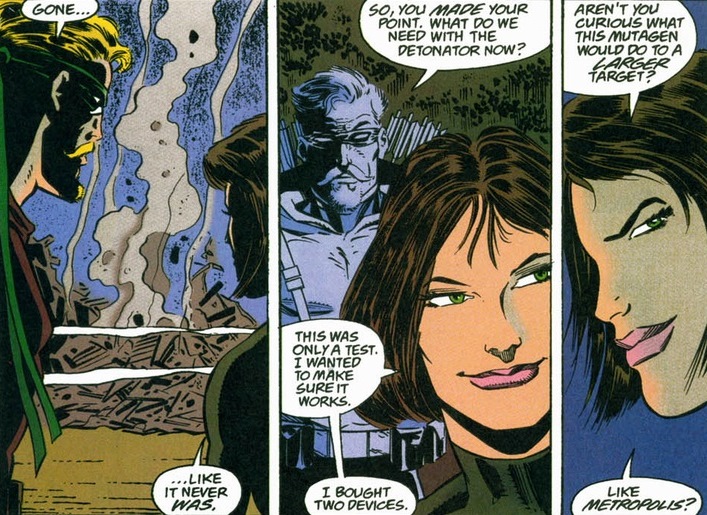 GONE...
...LIKE
IT NEVER
WAS.
SO, YOU MADE YOUR
POINT. WHAT DO WE
NEED WITH THE
DETONATOR NOW?
THIS WAS
ONLY A TEST.
I WANTED
TO MAKE
SURE IT
WORKS.
I BOUGHT
TWO DEVICES.
AREN'T YOU
CURIOUS WHAT
THIS MUTAGEN
WOULD DO TO A
LARGER
TARGET?
LIKE
METROPOLIS?